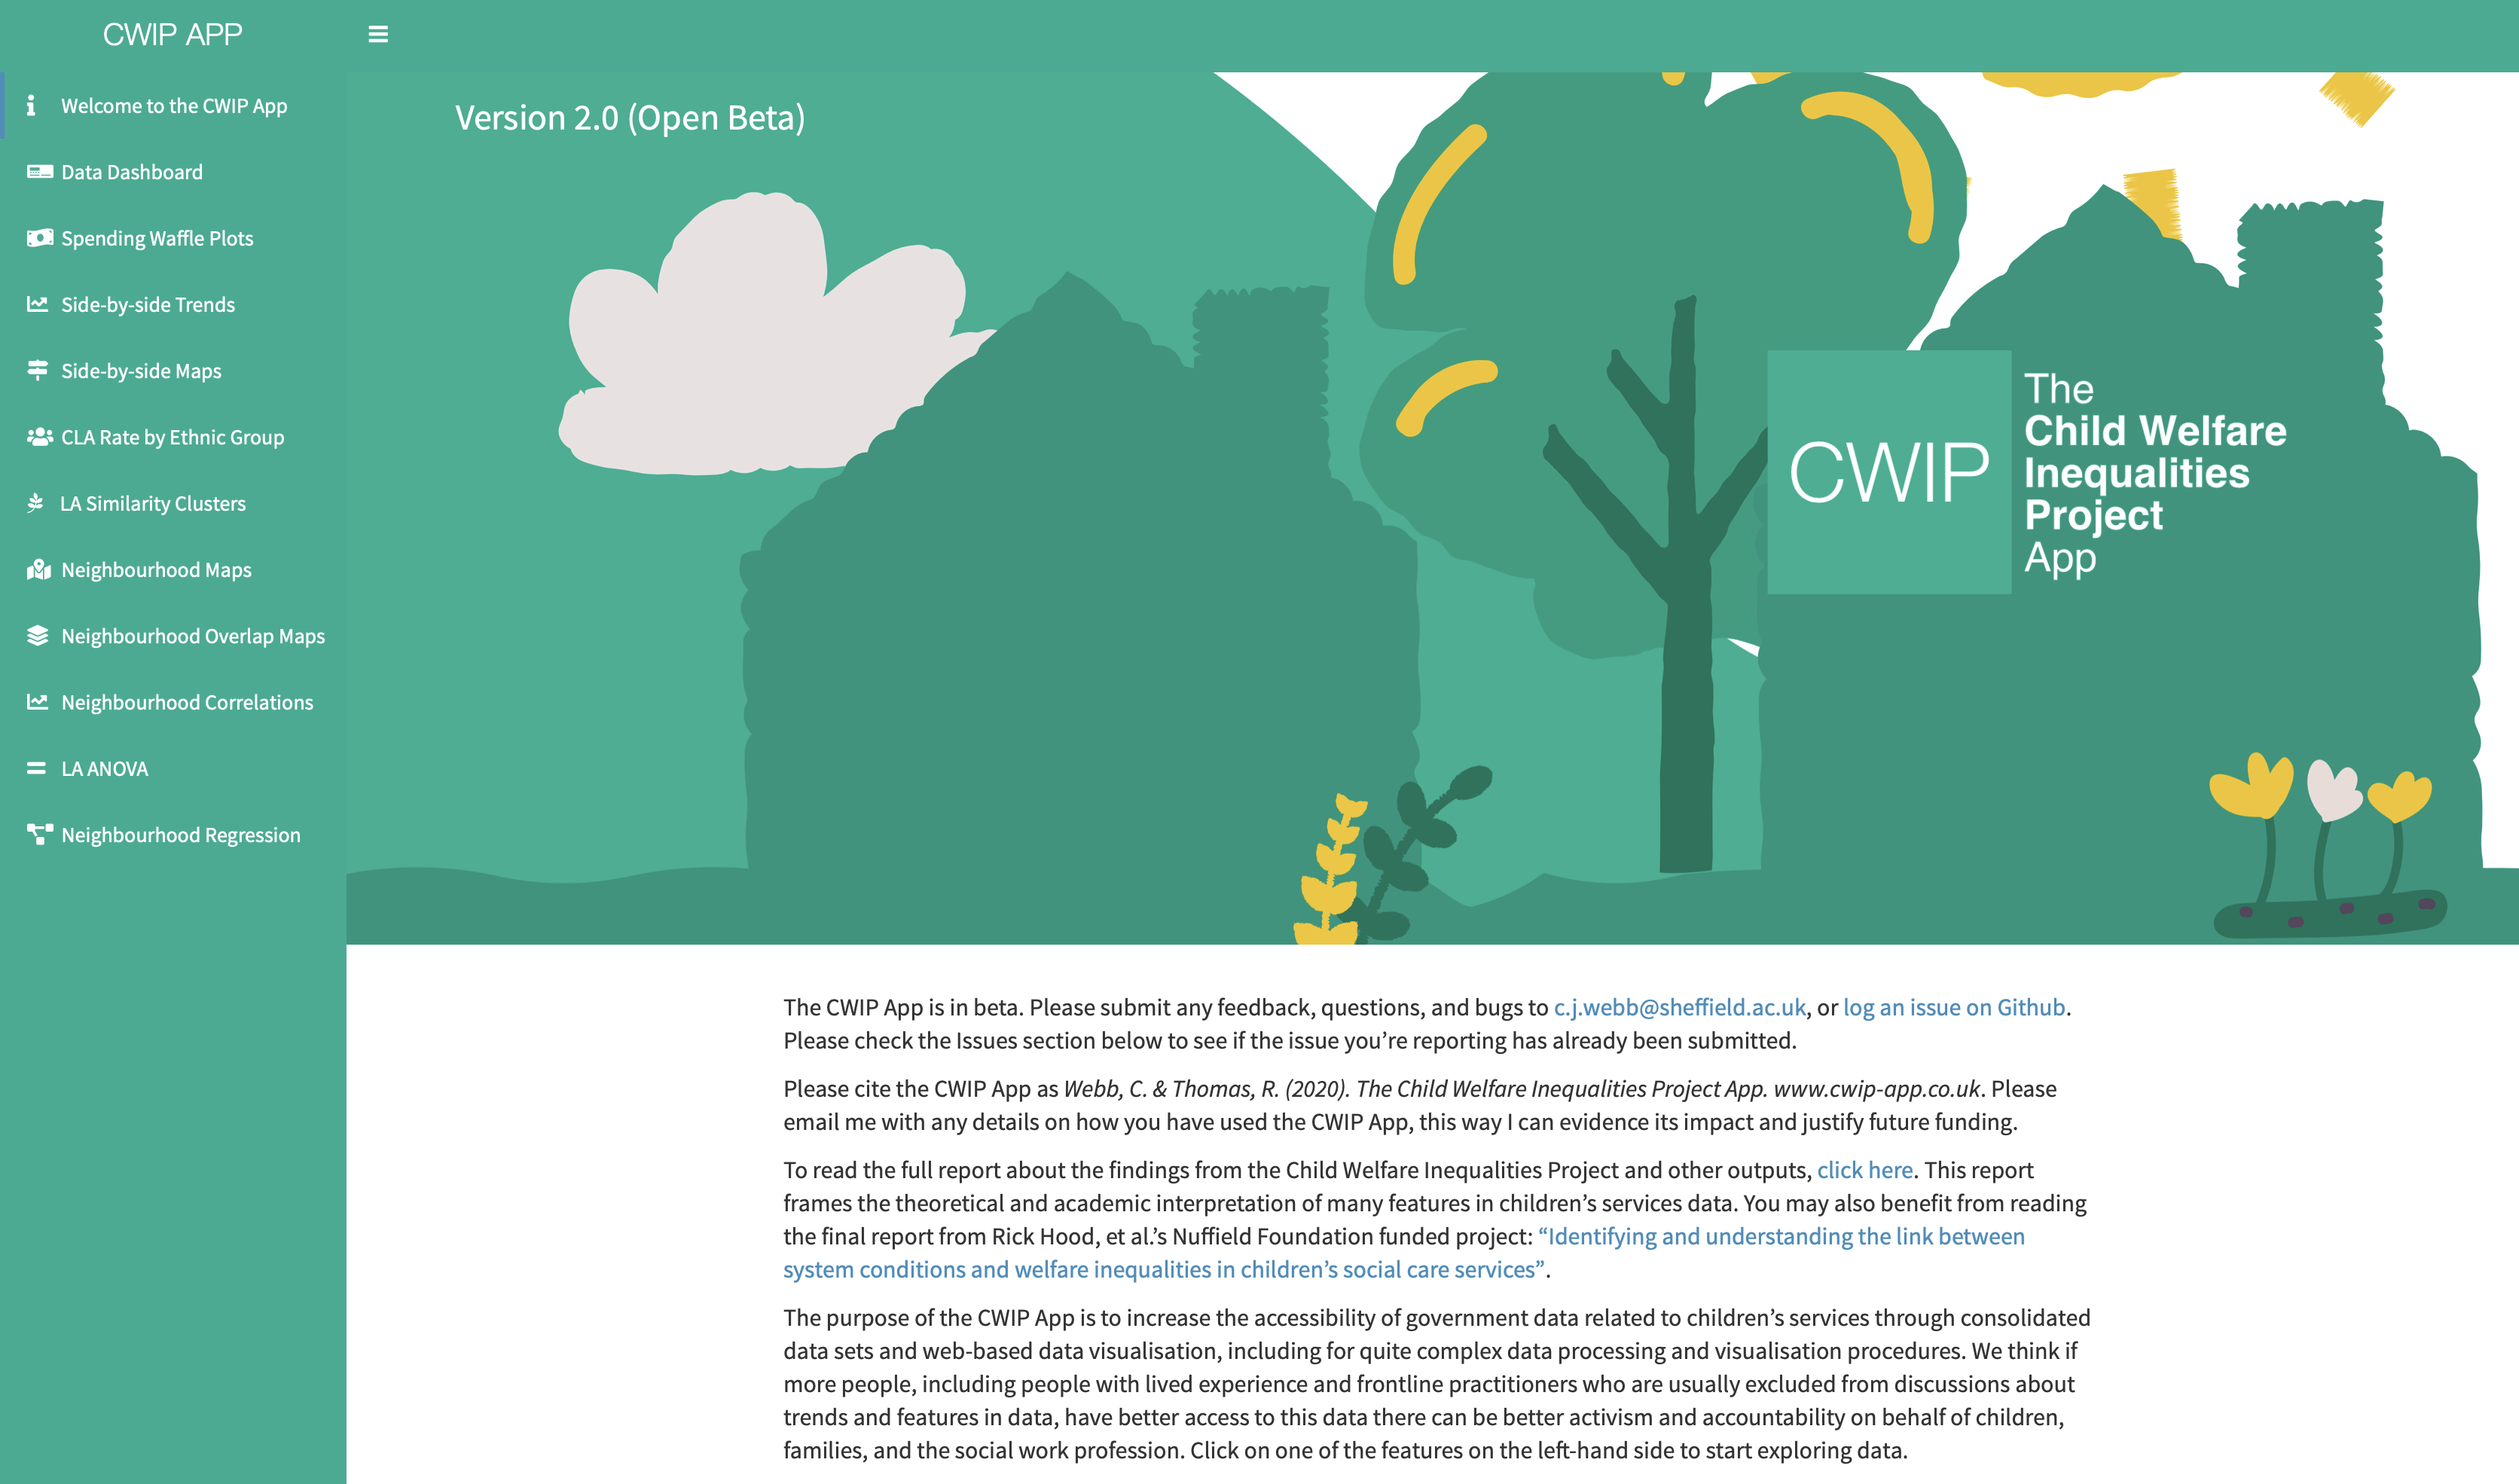 CWIP APP
Welcome to the CWIP App
Data Dashboard
Spending Waffle Plots
Side-by-side Trends
Side-by-side Maps
CLA Rate by Ethnic Group
LA Similarity Clusters
Neighbourhood Maps
Neighbourhood Overlap Maps
Neighbourhood Correlations
LA ANOVA
Neighbourhood Regression
Version 2.0 (Open Beta)
CWIP
The
Child Welfare
Inequalities
Project
App
The CWIP App is in beta. Please submit any feedback, questions, and bugs to c.j.webb@sheffield.ac.uk, or log an issue on Github.
Please check the Issues section below to see if the issue you’re reporting has already been submitted.
Please cite the CWIP App as Webb, C. & Thomas, R. (2020). The Child Welfare Inequalities Project App. www.cwip-app.co.uk. Please
email me with any details on how you have used the CWIP App, this way I can evidence its impact and justify future funding.
To read the full report about the findings from the Child Welfare Inequalities Project and other outputs, click here. This report
frames the theoretical and academic interpretation of many features in children’s services data. You may also benefit from reading
the final report from Rick Hood, et al.’s Nuffield Foundation funded project: “Identifying and understanding the link between
system conditions and welfare inequalities in children’s social care services”.
The purpose of the CWIP App is to increase the accessibility of government data related to children’s services through consolidated
data sets and web-based data visualisation, including for quite complex data processing and visualisation procedures. We think if
more people, including people with lived experience and frontline practitioners who are usually excluded from discussions about
trends and features in data, have better access to this data there can be better activism and accountability on behalf of children,
families, and the social work profession. Click on one of the features on the left-hand side to start exploring data.